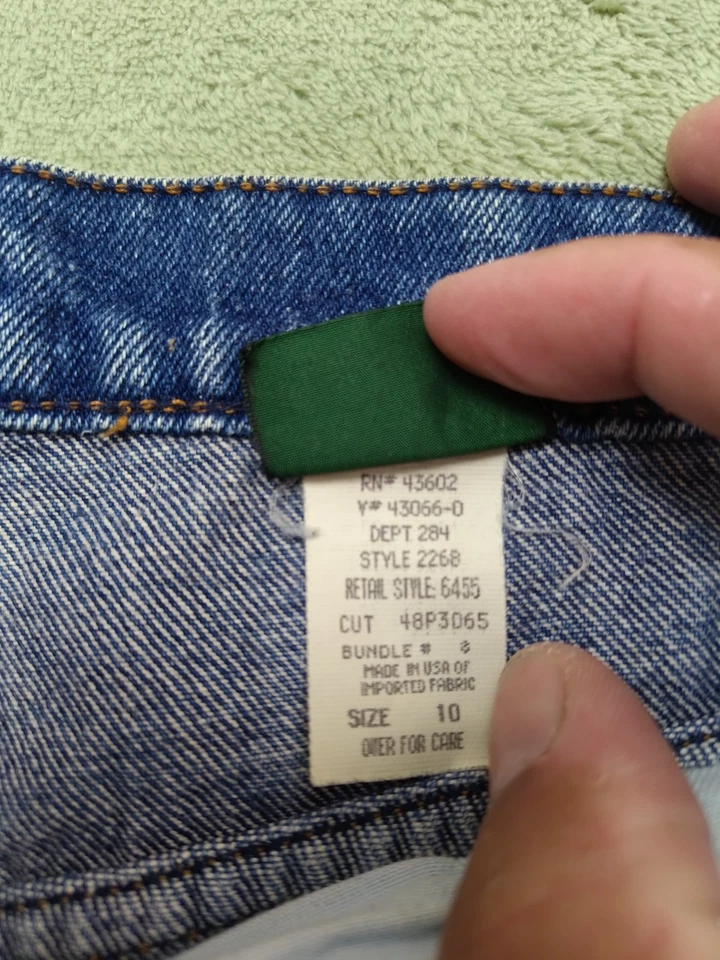 RN# 43602
V# 43066-0
DEPT 284
STYLE 2268
RETAIL STYLE: 6455
CUT 48P3065
BUNDLE # 8
MADE IN USA OF
IMPORTED FABRIC
SIZE 10
OVER FOR CARE